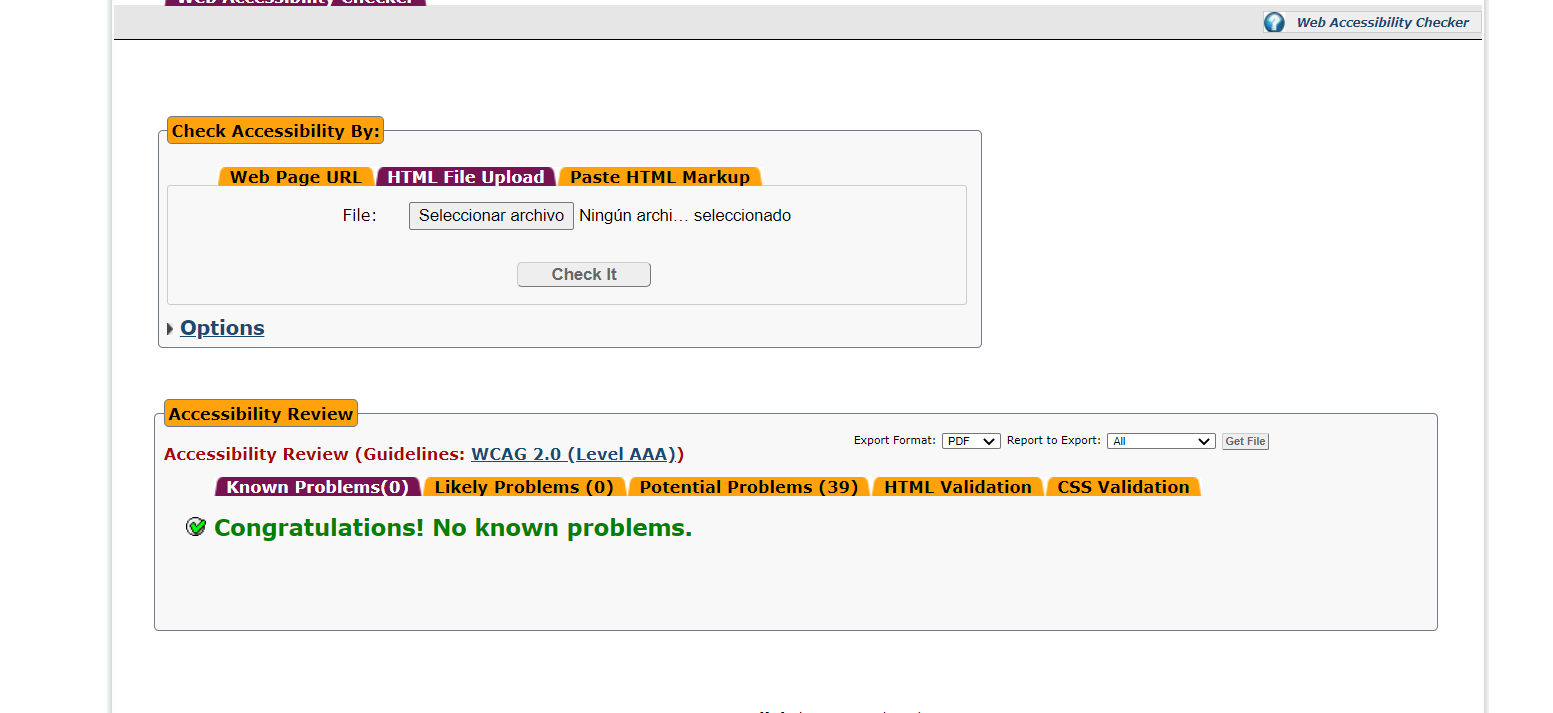 Web Accessibility Checker
Web Accessibility Checker
Check Accessibility By:
Web Page URL HTML File Upload Paste HTML Markup
File: Seleccionar archivo Ningún archi... seleccionado
Check It
Options
Accessibility Review
Export Format: PDF Report to Export: All Get File
Accessibility Review (Guidelines: WCAG 2.0 (Level AAA))
Known Problems(0) Likely Problems (0) Potential Problems (39) HTML Validation CSS Validation
Congratulations! No known problems.